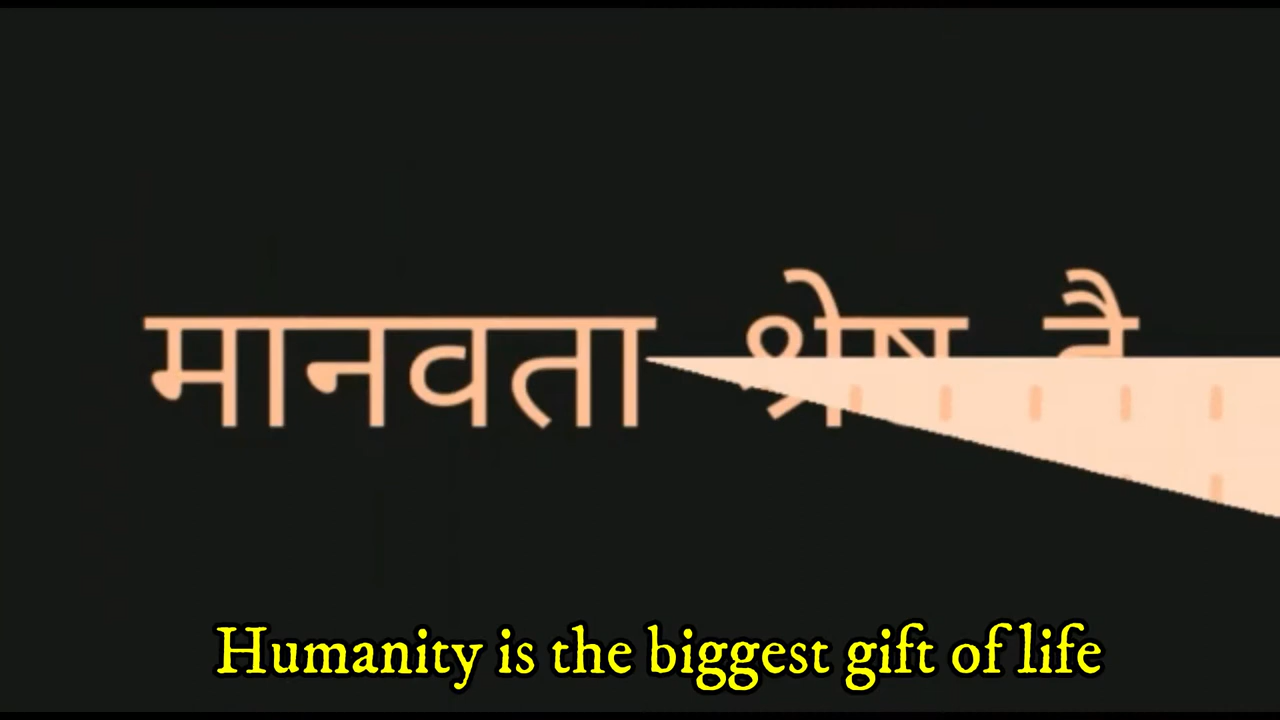 मानवता
Humanity is the biggest gift of life